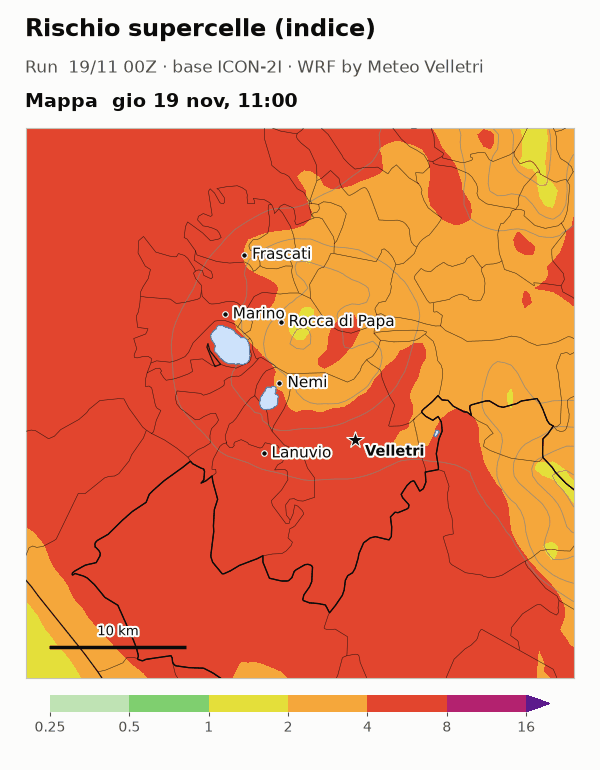 Rischio supercelle (indice)
Run  19/11 00Z · base ICON-2I · WRF by Meteo Velletri
Mappa  gio 19 nov, 11:00
Frascati
Marino
Rocca di Papa
Nemi
Velletri
Lanuvio
10 km
0.25 0.5 1 2 4 8 16